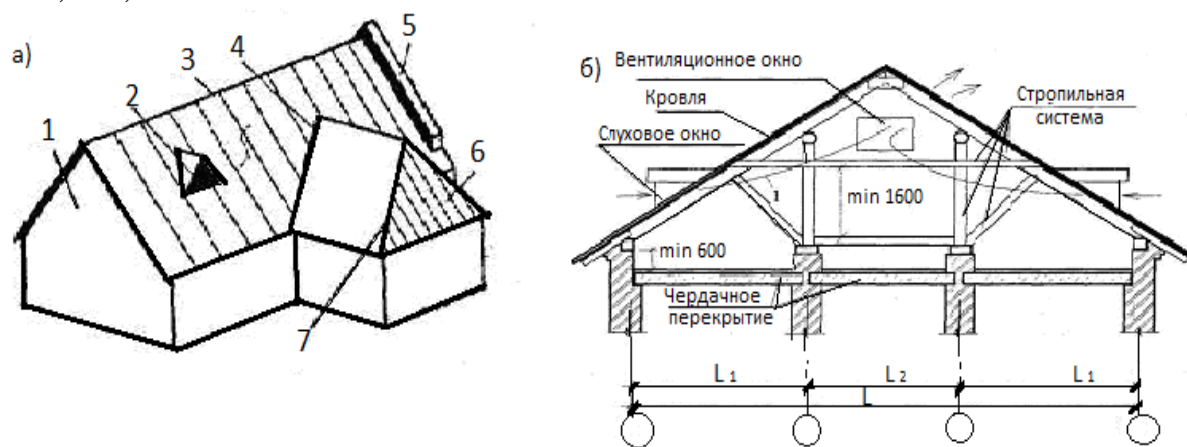 а)
1
2
3
4
5
6
7
б)
Вентиляционное окно
Кровля
Слуховое окно
Стропильная
система
min 1600
min 600
Чердачное
перекрытие
L 1
L 2
L 1
L